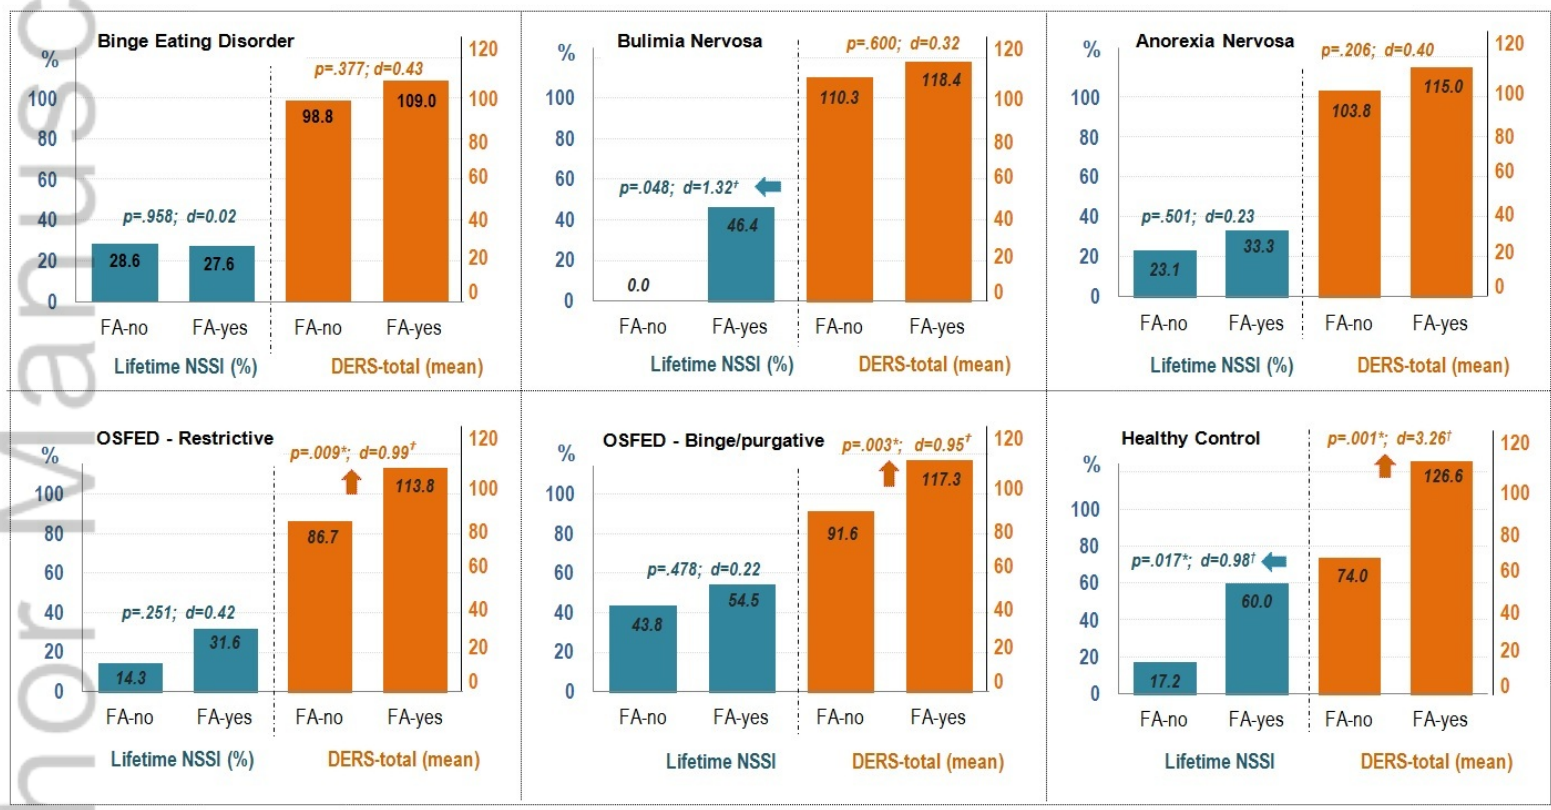 nor Manusc
Binge Eating Disorder
%
120
p=.377; d=0.43
100
80
60
40
20
0
p=.958; d=0.02
28.6
27.6
98.8
109.0
100
80
60
40
20
0
FA-no
FA-yes
FA-no
FA-yes
Lifetime NSSI (%)
DERS-total (mean)
Bulimia Nervosa
%
120
p=.600; d=0.32
100
80
60
40
20
0
p=.048; d=1.32†
0.0
46.4
110.3
118.4
100
80
60
40
20
0
FA-no
FA-yes
FA-no
FA-yes
Lifetime NSSI (%)
DERS-total (mean)
Anorexia Nervosa
%
120
p=.206; d=0.40
100
80
60
40
20
0
p=.501; d=0.23
23.1
33.3
103.8
115.0
100
80
60
40
20
0
FA-no
FA-yes
FA-no
FA-yes
Lifetime NSSI (%)
DERS-total (mean)
OSFED - Restrictive
%
120
p=.009*; d=0.99†
100
80
60
40
20
0
p=.251; d=0.42
14.3
31.6
86.7
113.8
100
80
60
40
20
0
FA-no
FA-yes
FA-no
FA-yes
Lifetime NSSI (%)
DERS-total (mean)
OSFED - Binge/purgative
%
120
p=.003*; d=0.95†
100
80
60
40
20
0
p=.478; d=0.22
43.8
54.5
91.6
117.3
100
80
60
40
20
0
FA-no
FA-yes
FA-no
FA-yes
Lifetime NSSI
DERS-total (mean)
Healthy Control
%
120
p=.001*; d=3.26†
100
80
60
40
20
0
p=.017*; d=0.98†
17.2
60.0
74.0
126.6
100
80
60
40
20
0
FA-no
FA-yes
FA-no
FA-yes
Lifetime NSSI
DERS-total (mean)